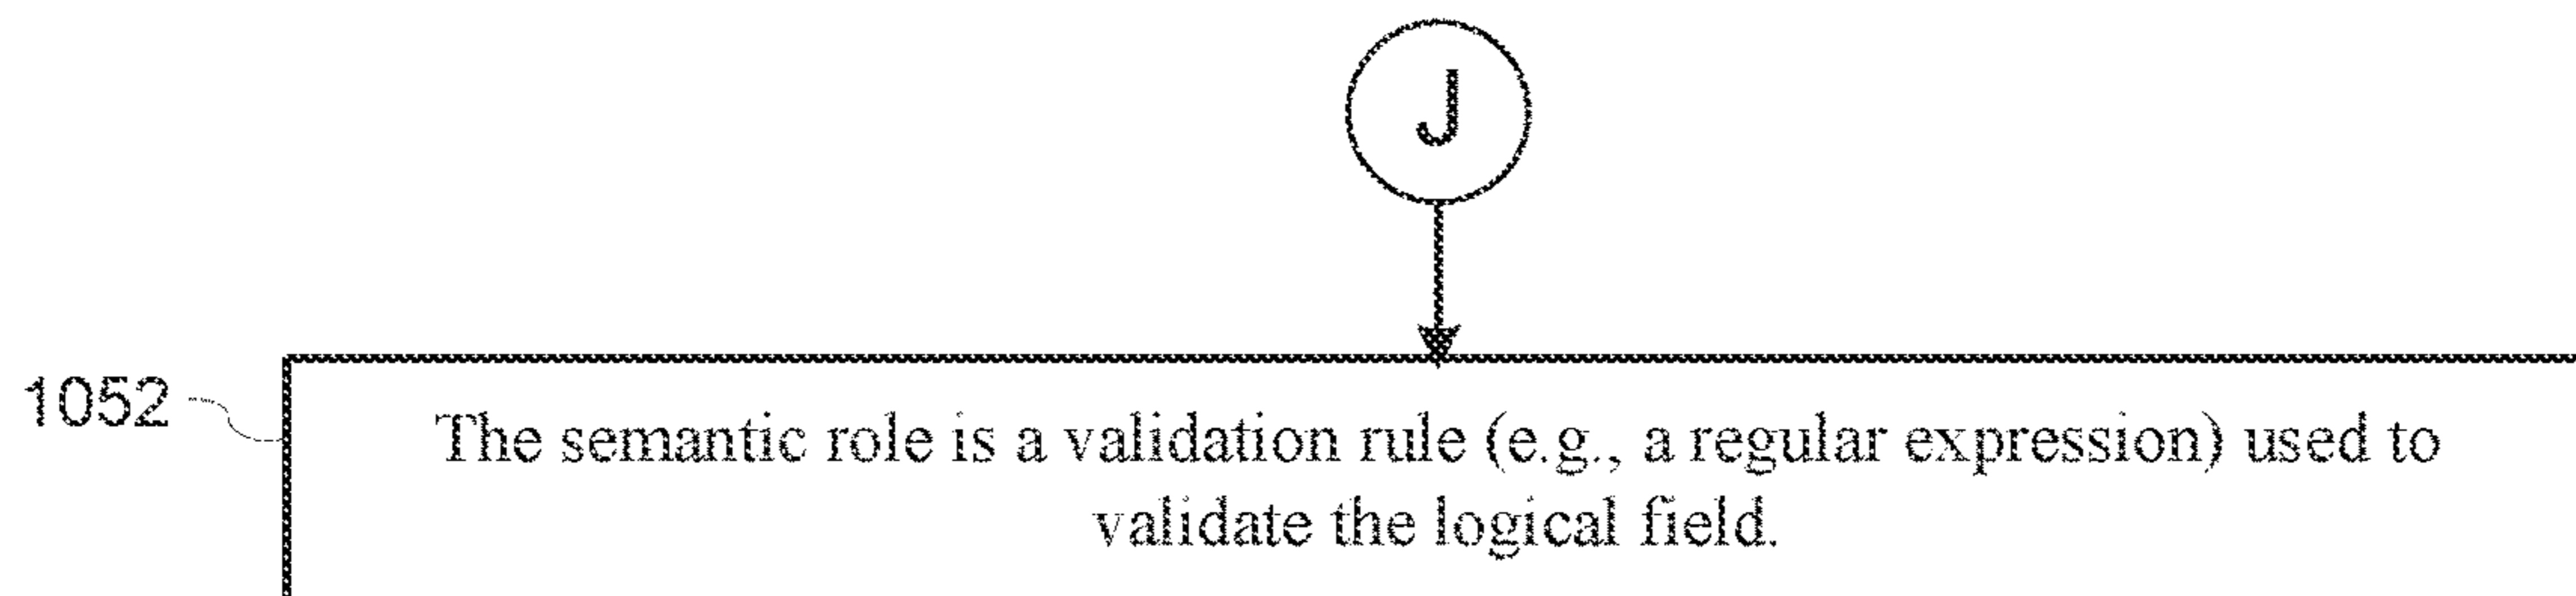 J
1052
The semantic role is a validation rule (e.g., a regular expression) used to
validate the logical field.